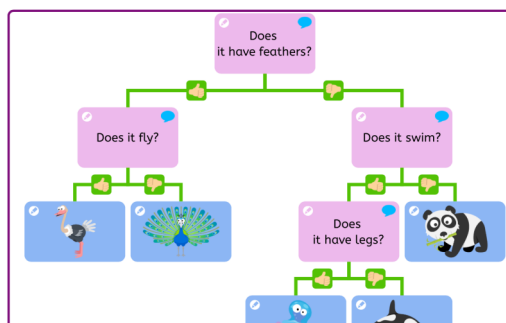 Does
it have feathers?
Does it fly?
Does it swim?
Does
it have legs?